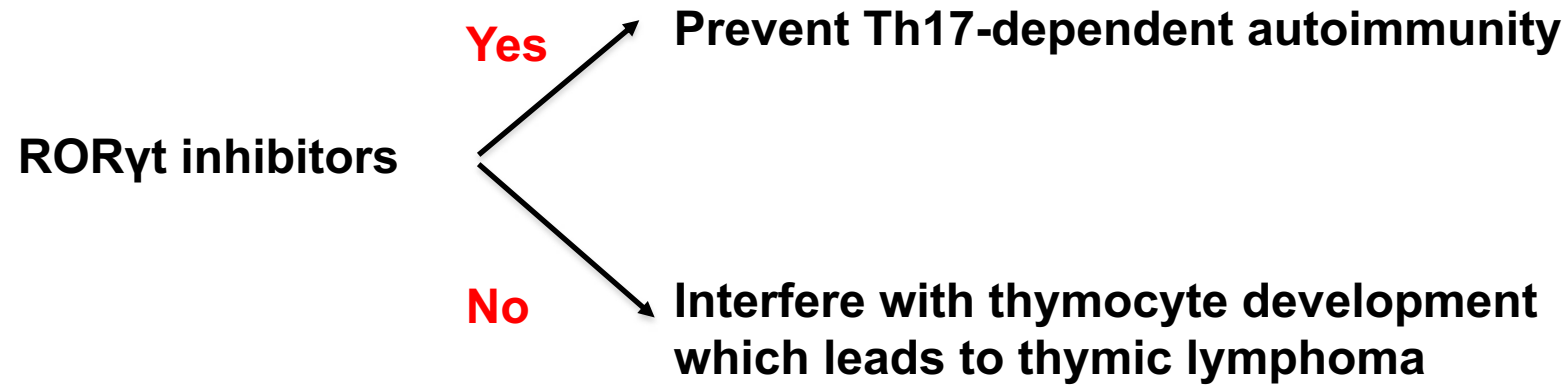 Yes
Prevent Th17-dependent autoimmunity
RORγt inhibitors
No
Interfere with thymocyte development
which leads to thymic lymphoma